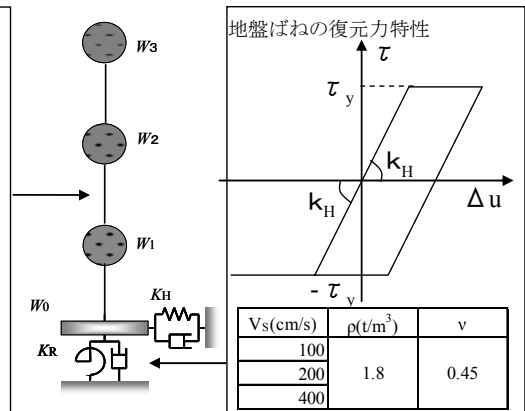 W3
W2
W1
W0
KH
KR
地盤ばねの復元力特性
τ
τy
kH
kH
Δu
-τy
VS(cm/s) ρ(t/m³) ν
100
200 1.8 0.45
400